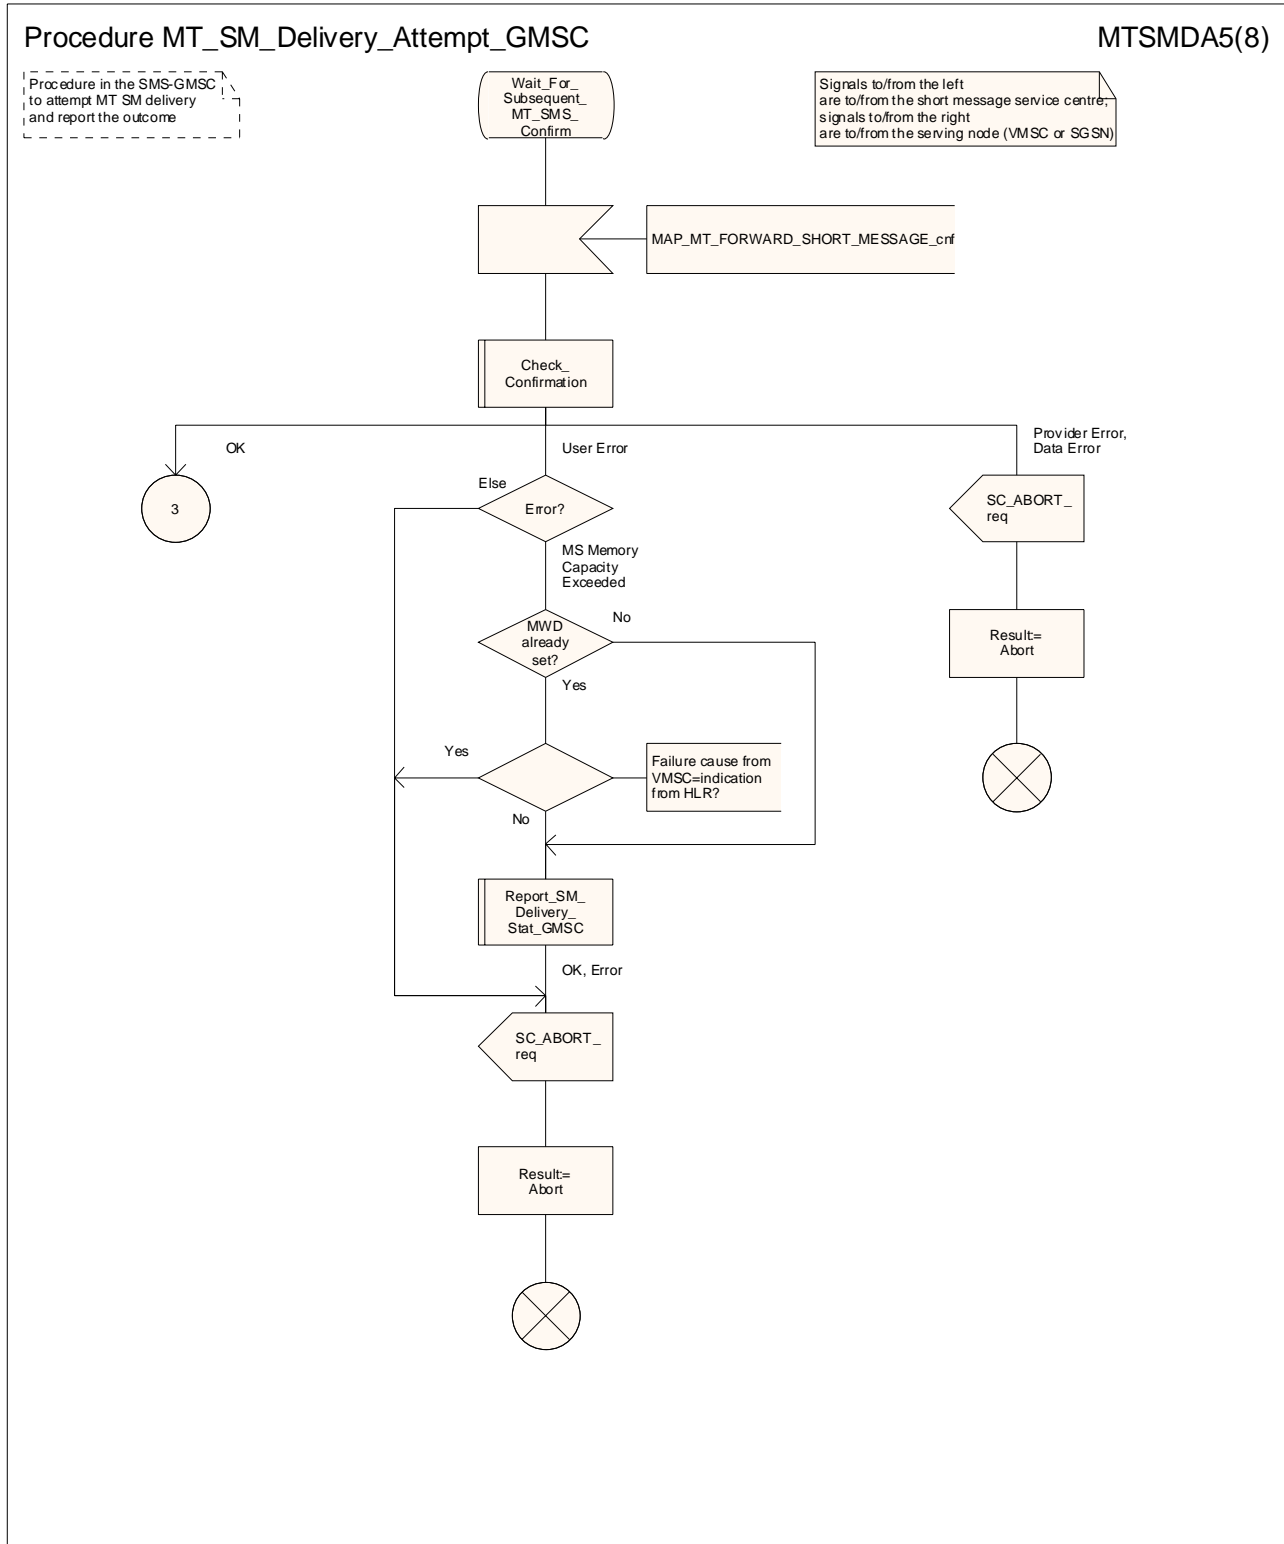 Procedure MT_SM_Delivery_Attempt_GMSC
MTSMDA5(8)
Procedure in the SMS-GMSC
to attempt MT SM delivery
and report the outcome
Wait_For_
Subsequent_
MT_SMS_
Confirm
Signals to/from the left
are to/from the short message service centre;
signals to/from the right
are to/from the serving node (VMSC or SGSN)
MAP_MT_FORWARD_SHORT_MESSAGE_cnf
Check_
Confirmation
OK
User Error
Provider Error,
Data Error
3
Else
Error?
SC_ABORT_
req
MS Memory
Capacity
Exceeded
MWD
already
set?
No
Yes
Result:=
Abort
Yes
Failure cause from
VMSC=indication
from HLR?
No
Report_SM_
Delivery_
Stat_GMSC
OK, Error
SC_ABORT_
req
Result:=
Abort